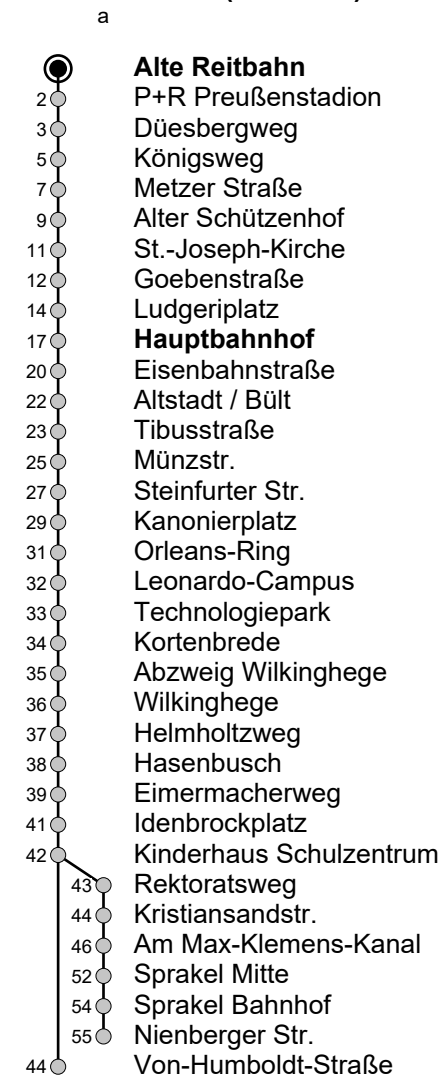 a
Alte Reitbahn
2 P+R Preußenstadion
3 Düesbergweg
5 Königsweg
7 Metzer Straße
9 Alter Schützenhof
11 St.-Joseph-Kirche
12 Goebenstraße
14 Ludgeriplatz
17 Hauptbahnhof
20 Eisenbahnstraße
22 Altstadt / Bült
23 Tibusstraße
25 Münzstr.
27 Steinfurter Str.
29 Kanonierplatz
31 Orleans-Ring
32 Leonardo-Campus
33 Technologiepark
34 Kortenbrede
35 Abzweig Wilkinghege
36 Wilkinghege
37 Helmholtzweg
38 Hasenbusch
39 Eimermacherweg
41 Idenbrockplatz
42 Kinderhaus Schulzentrum
43 Rektoratsweg
44 Kristiansandstr.
46 Am Max-Klemens-Kanal
52 Sprakel Mitte
54 Sprakel Bahnhof
55 Nienberger Str.
44 Von-Humboldt-Straße